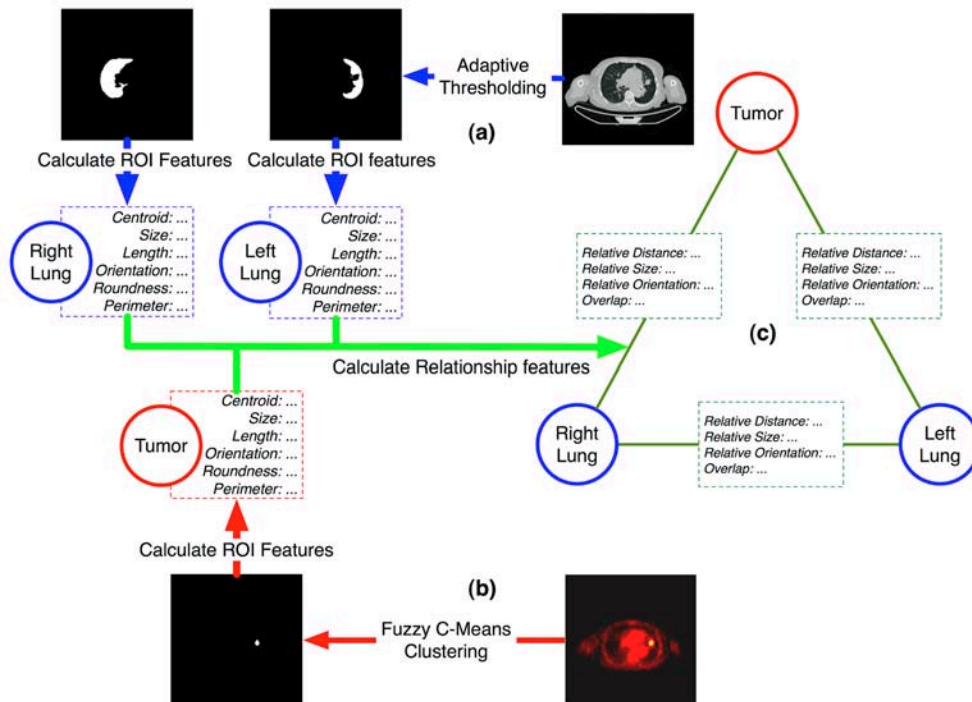 Adaptive
Thresholding
(a)
Calculate ROI Features
Calculate ROI features
Right
Lung
Centroid: ...
Size: ...
Length: ...
Orientation: ...
Roundness: ...
Perimeter: ...
Left
Lung
Centroid: ...
Size: ...
Length: ...
Orientation: ...
Roundness: ...
Perimeter: ...
Calculate Relationship features
Tumor
Centroid: ...
Size: ...
Length: ...
Orientation: ...
Roundness: ...
Perimeter: ...
Calculate ROI Features
(b)
Fuzzy C-Means
Clustering
Tumor
Relative Distance: ...
Relative Size: ...
Relative Orientation: ...
Overlap: ...
Relative Distance: ...
Relative Size: ...
Relative Orientation: ...
Overlap: ...
(c)
Right
Lung
Relative Distance: ...
Relative Size: ...
Relative Orientation: ...
Overlap: ...
Left
Lung